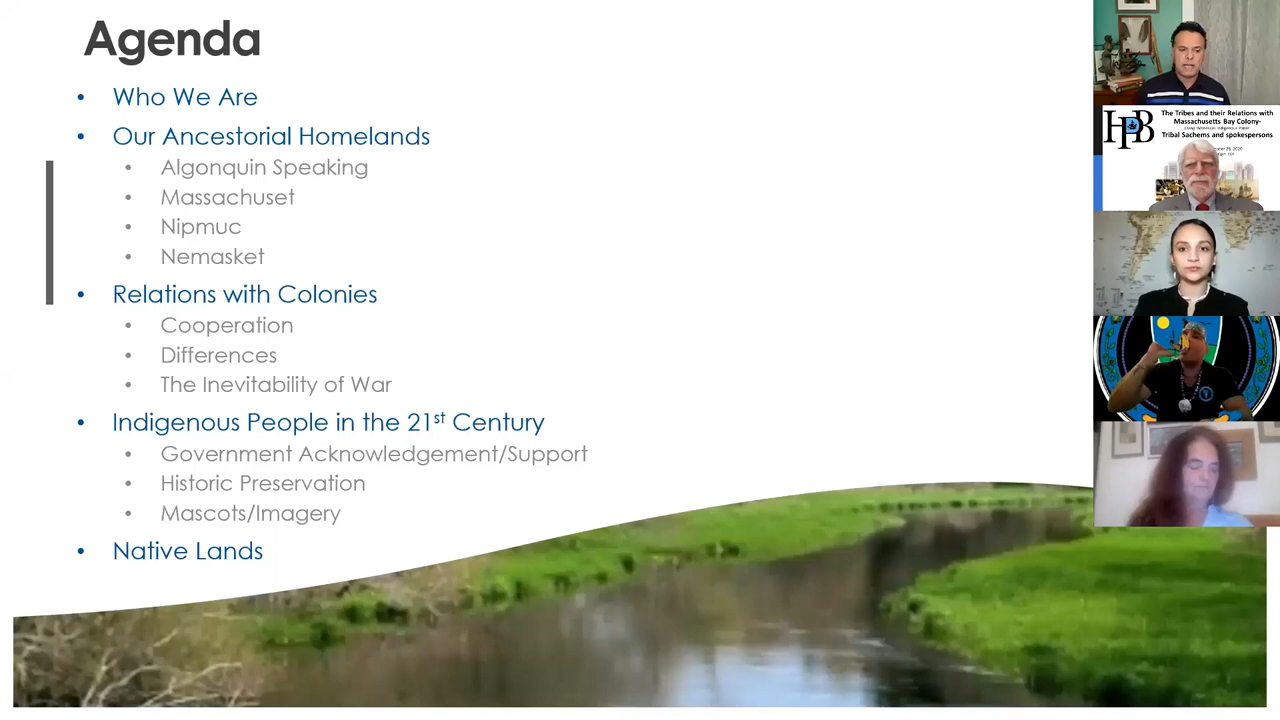 Agenda
• Who We Are
• Our Ancestorial Homelands
• Algonquin Speaking
• Massachuset
• Nipmuc
• Nemasket
• Relations with Colonies
• Cooperation
• Differences
• The Inevitability of War
• Indigenous People in the 21st Century
• Government Acknowledgement/Support
• Historic Preservation
• Mascots/Imagery
• Native Lands
HPB
The Tribes and their Relations with
Massachusetts Bay Colony-
Tribal Sachems and spokespersons
2020